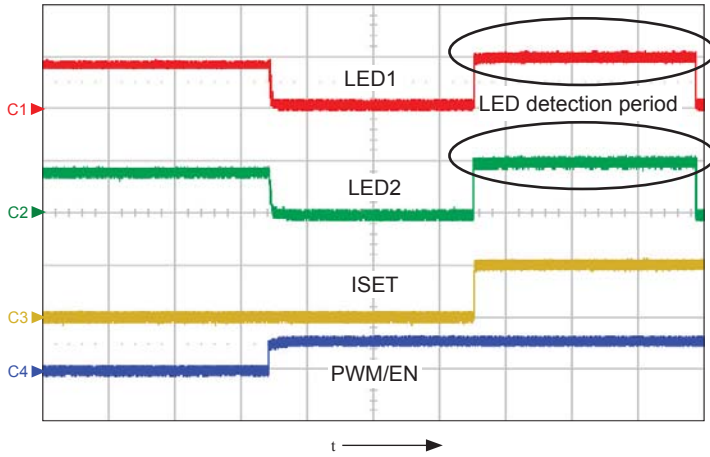 LED1
C1
LED detection period
LED2
C2
ISET
C3
C4
PWM/EN
t